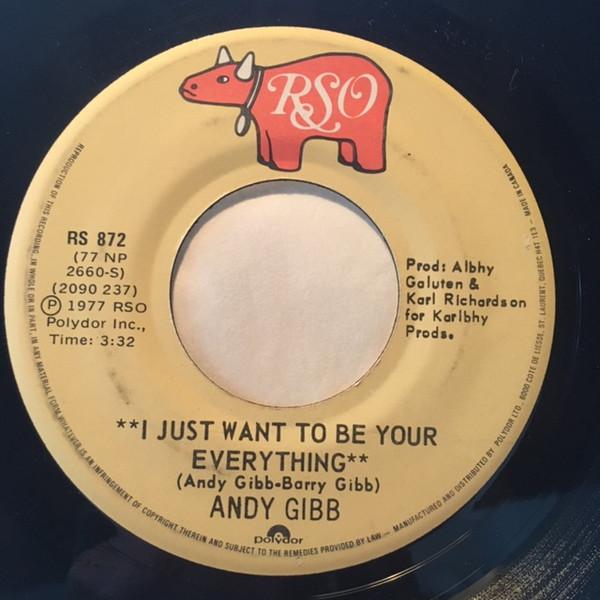 RSO
RS 872
(77 NP
2660-S)
(2090 237)
Ⓟ 1977 RSO
Polydor Inc.,
Time: 3:32
Prod: Albhy
Galuten &
Karl Richardson
for Karlbhy
Prods.
**I JUST WANT TO BE YOUR
EVERYTHING**
(Andy Gibb-Barry Gibb)
ANDY GIBB
polydor
REPRODUCTION OF THIS RECORDING, IN WHOLE OR IN PART, IN ANY MATERIAL FORM WHATEVER IS AN INFRINGEMENT OF COPYRIGHT THEREIN AND SUBJECT TO THE REMEDIES PROVIDED BY LAW — MANUFACTURED AND DISTRIBUTED BY POLYDOR LTD., 6000 COTE DE LIESSE, ST. LAURENT, QUEBEC H4T 1E3 - MADE IN CANADA